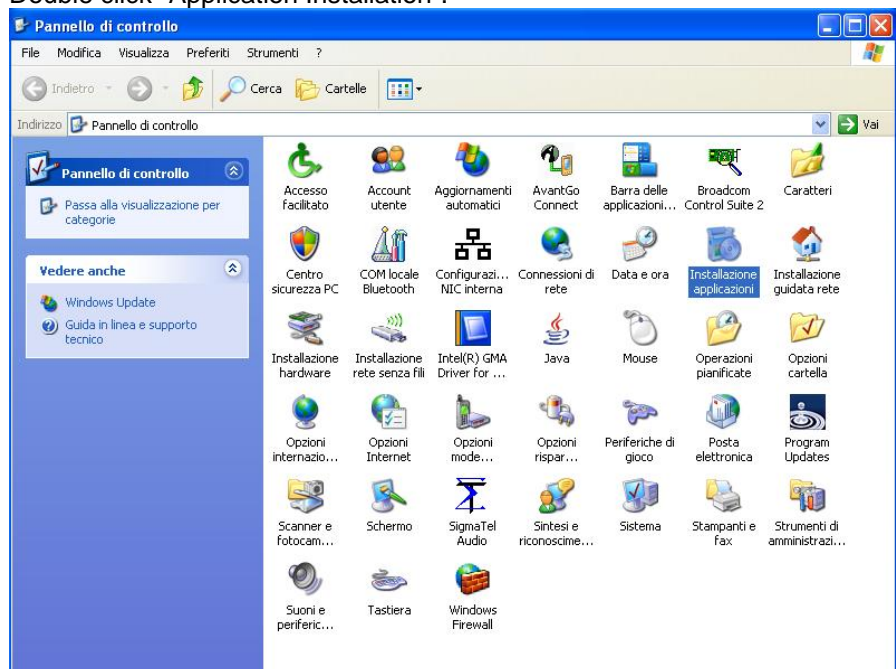 Double click "Application Installation".
Pannello di controllo
File Modifica Visualizza Preferiti Strumenti ?
Indietro Cerca Cartelle
Indirizzo Pannello di controllo Vai
Pannello di controllo
Passa alla visualizzazione per
categorie
Vedere anche
Windows Update
Guida in linea e supporto
tecnico
Accesso
facilitato
Account
utente
Aggiornamenti
automatici
AvantGo
Connect
Barra delle
applicazioni...
Broadcom
Control Suite 2
Caratteri
Centro
sicurezza PC
COM locale
Bluetooth
Configurazi...
NIC interna
Connessioni di
rete
Data e ora
Installazione
applicazioni
Installazione
guidata rete
Installazione
hardware
Installazione
rete senza fili
Intel(R) GMA
Driver for ...
Java
Mouse
Operazioni
pianificate
Opzioni
cartella
Opzioni
internazio...
Opzioni
Internet
Opzioni
mode...
Opzioni
rispar...
Periferiche di
gioco
Posta
elettronica
Program
Updates
Scanner e
fotocam...
Schermo
SigmaTel
Audio
Sintesi e
riconoscime...
Sistema
Stampanti e
fax
Strumenti di
amministrazi...
Suoni e
periferic...
Tastiera
Windows
Firewall